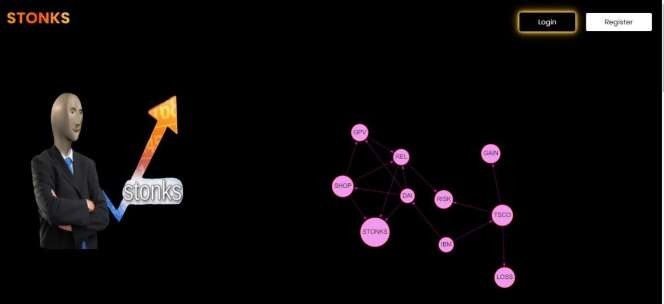 STONKS
Login
Register
stonks
GPV
REL
GAIN
SHOP
DAI
RISK
TSCO
STONKS
IBM
LOSS